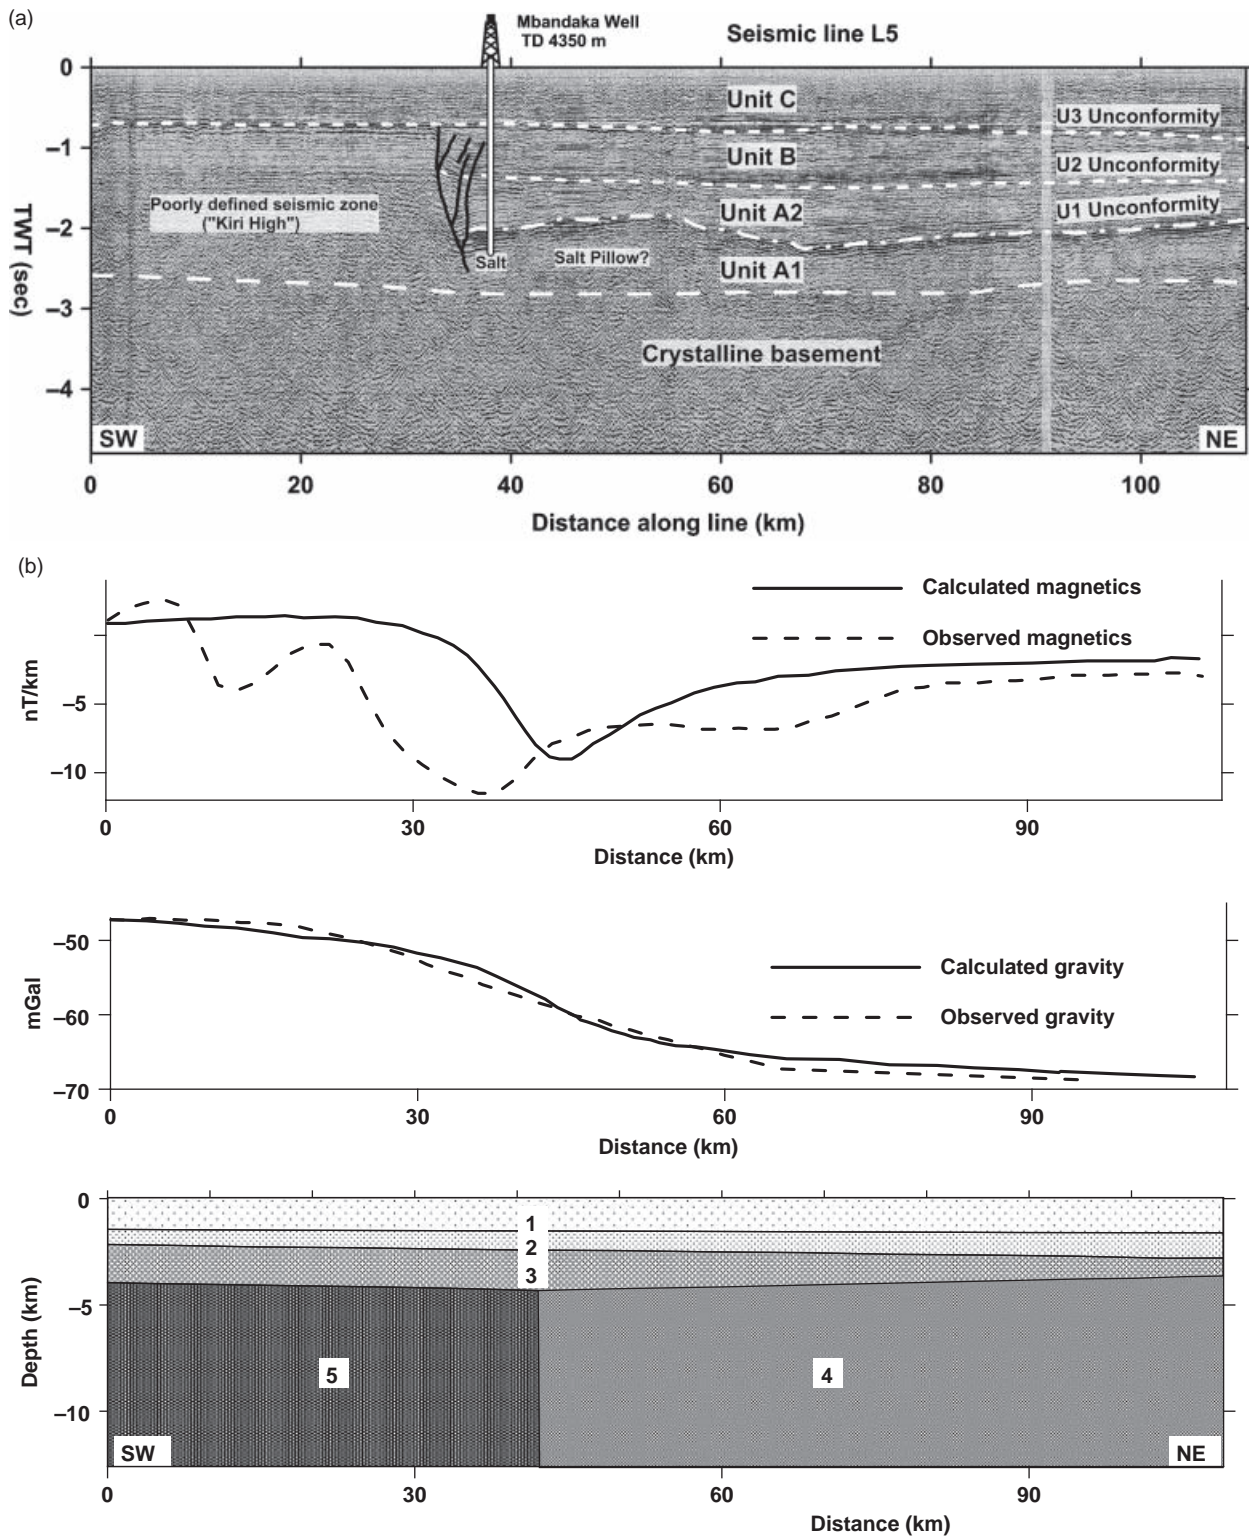 (a)
Mbandaka Well
TD 4350 m
Seismic line L5
0
Unit C
U3 Unconformity
–1
Unit B
U2 Unconformity
Poorly defined seismic zone
("Kiri High")
Unit A2
U1 Unconformity
–2
Salt
Salt Pillow?
Unit A1
–3
Crystalline basement
–4
TWT (sec)
SW
NE
0 20 40 60 80 100
Distance along line (km)
(b)
Calculated magnetics
Observed magnetics
nT/km
–5
–10
0 30 60 90
Distance (km)
–50
Calculated gravity
mGal
–60
Observed gravity
–70
0 30 60 90
Distance (km)
0
1
2
3
–5
Depth (km)
5
4
–10
SW
NE
0 30 60 90
Distance (km)